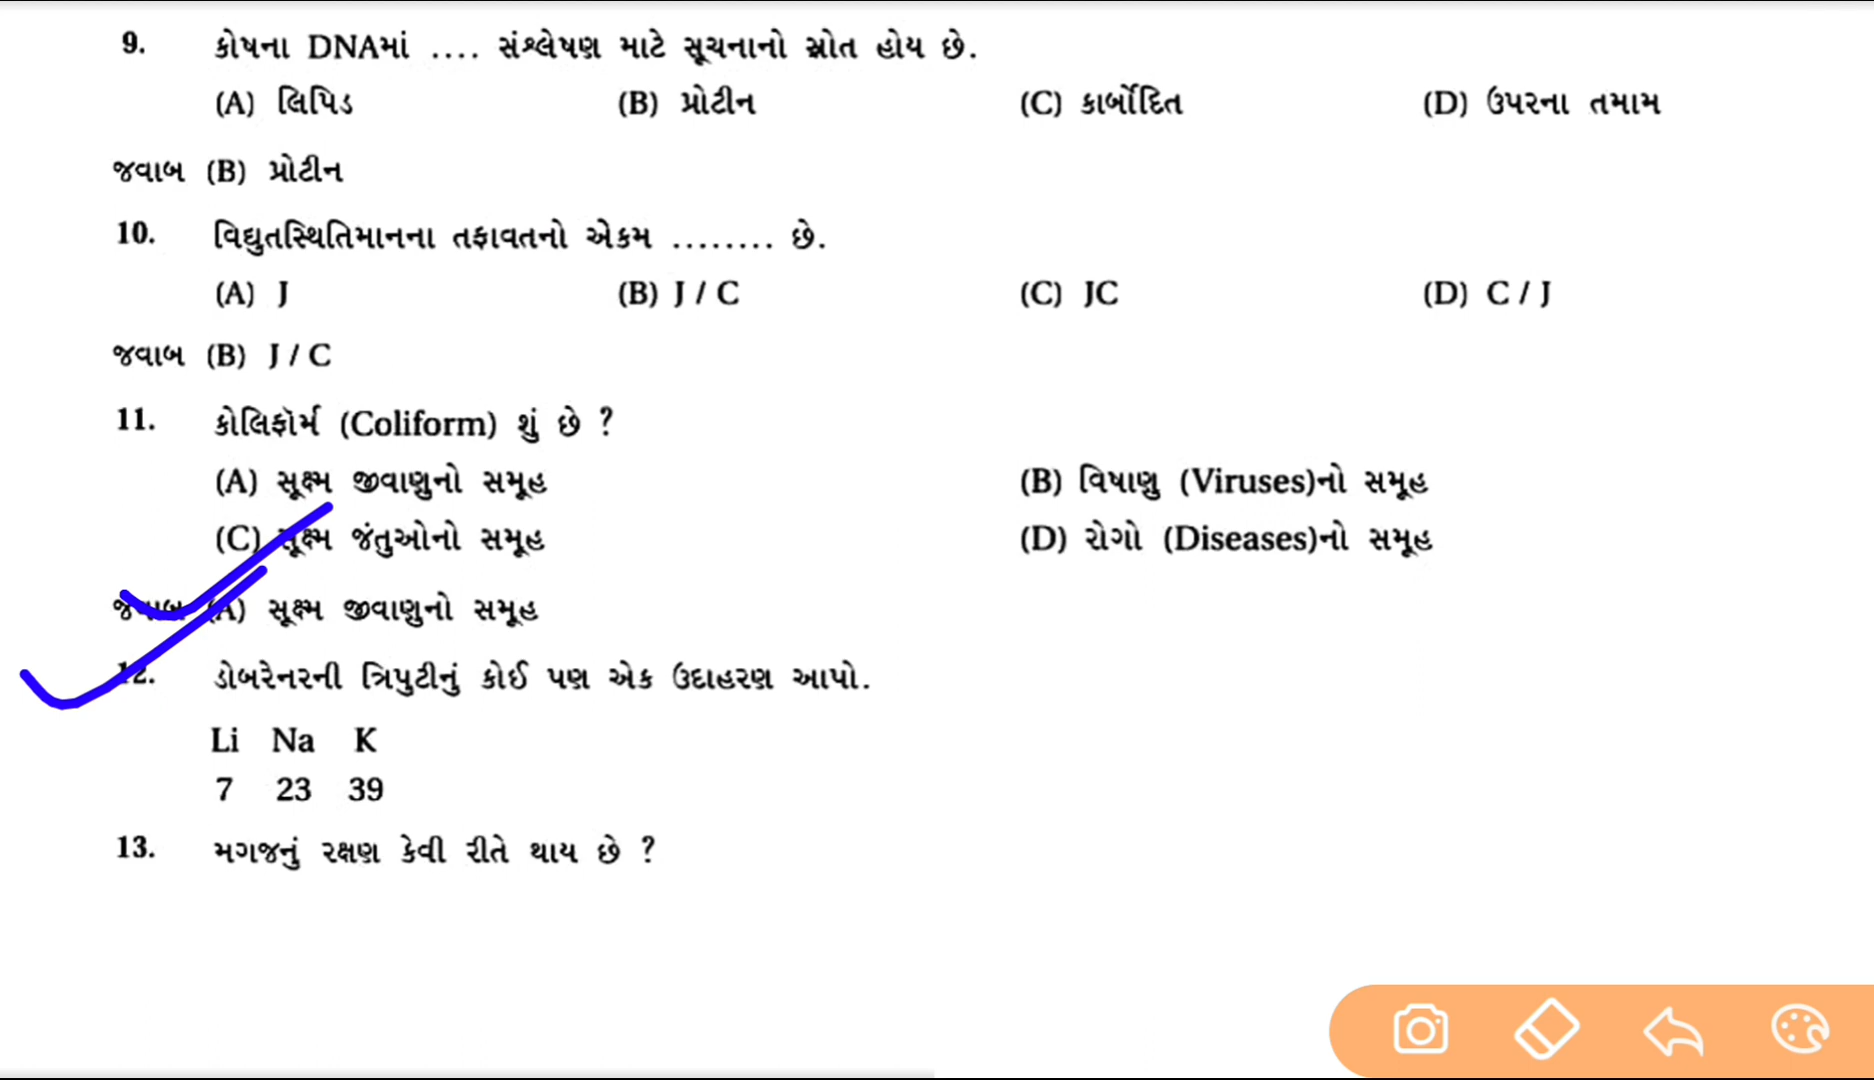 9. કોષના DNAમાં .... સંશ્લેષણ માટે સૂચનાનો સ્રોત હોય છે.
(A) લિપિડ (B) પ્રોટીન (C) કાર્બોદિત (D) ઉપરના તમામ
જવાબ (B) પ્રોટીન
10. વિદ્યુતસ્થિતિમાનના તફાવતનો એકમ ........ છે.
(A) J (B) J / C (C) JC (D) C / J
જવાબ (B) J / C
11. કોલિફૉર્મ (Coliform) શું છે ?
(A) સૂક્ષ્મ જીવાણુનો સમૂહ (B) વિષાણુ (Viruses)નો સમૂહ
(C) સૂક્ષ્મ જંતુઓનો સમૂહ (D) રોગો (Diseases)નો સમૂહ
જવાબ (A) સૂક્ષ્મ જીવાણુનો સમૂહ
12. ડોબરેનરની ત્રિપુટીનું કોઈ પણ એક ઉદાહરણ આપો.
Li Na K
7 23 39
13. મગજનું રક્ષણ કેવી રીતે થાય છે ?